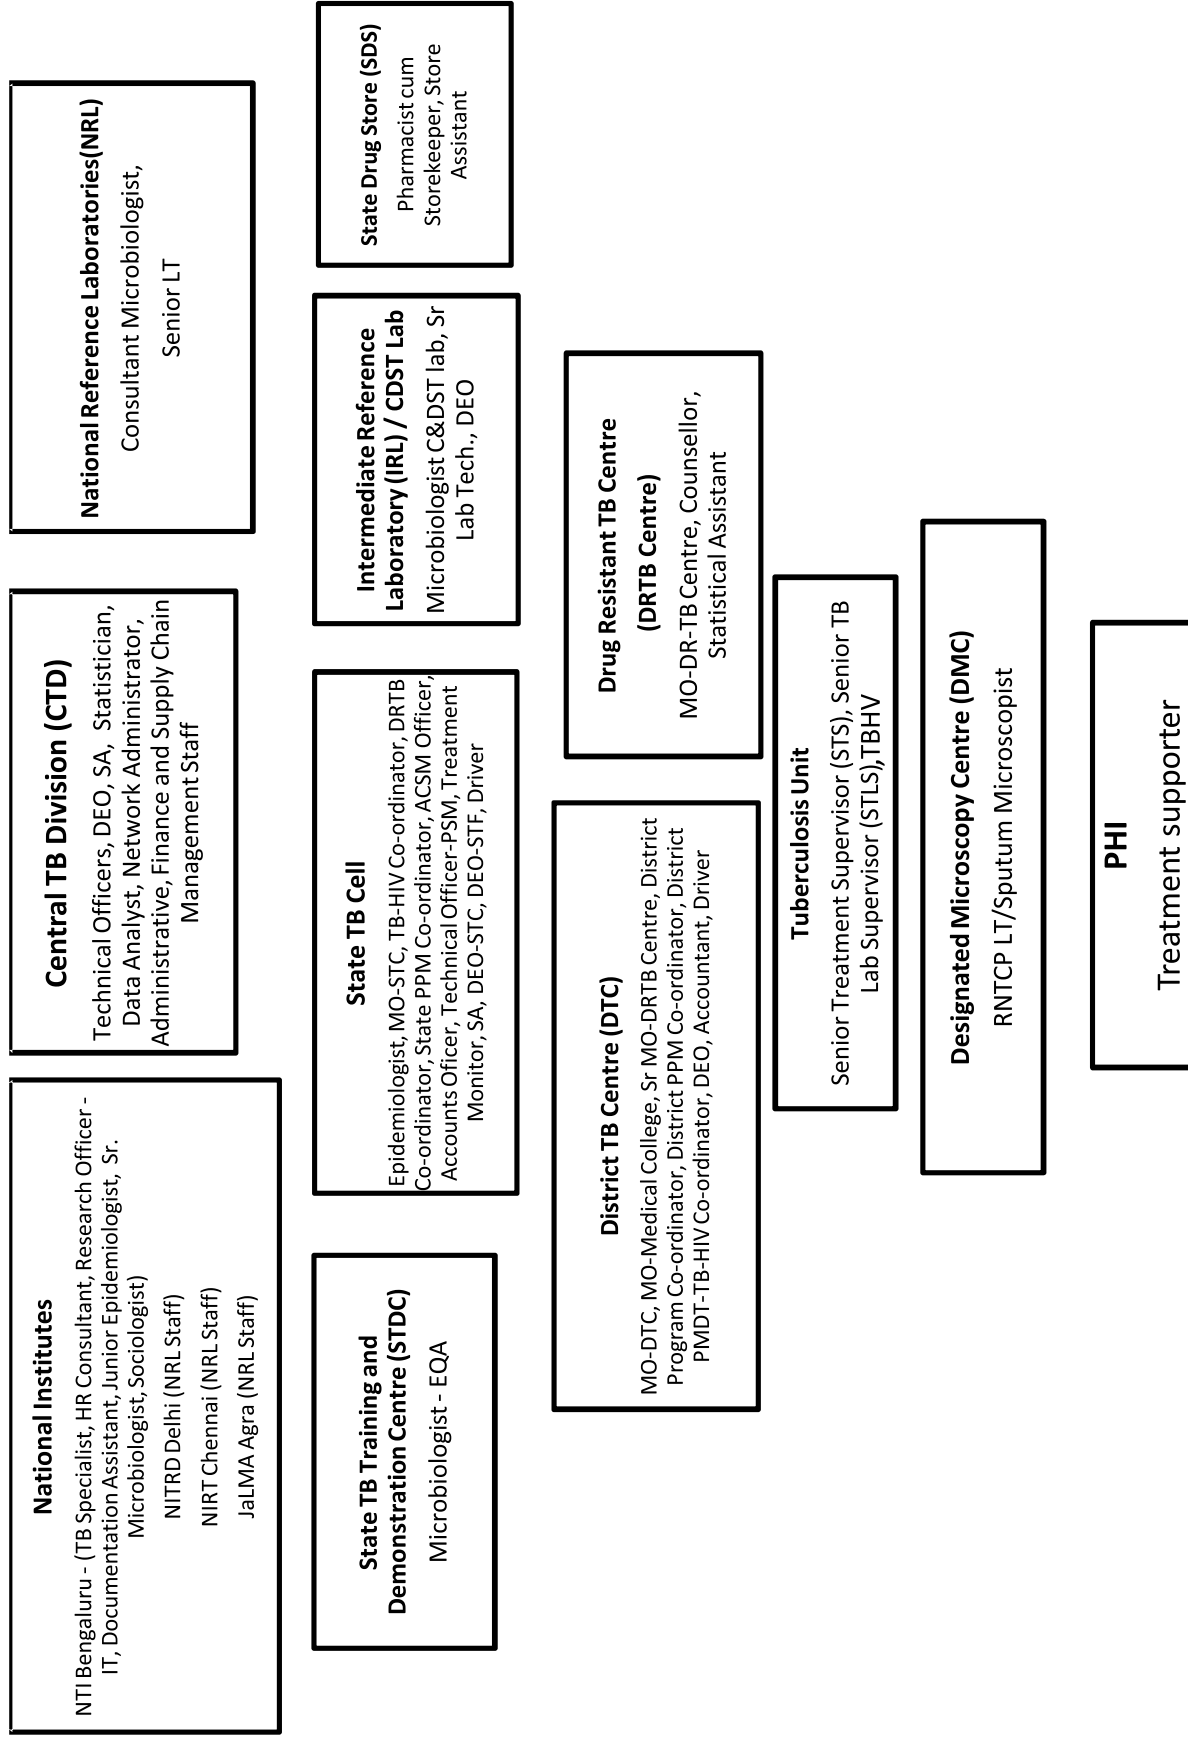 National Institutes
NTI Bengaluru - (TB Specialist, HR Consultant, Research Officer -
IT, Documentation Assistant, Junior Epidemiologist, Sr.
Microbiologist, Sociologist)
NITRD Delhi (NRL Staff)
NIRT Chennai (NRL Staff)
JaLMA Agra (NRL Staff)
Central TB Division (CTD)
Technical Officers, DEO, SA, Statistician,
Data Analyst, Network Administrator,
Administrative, Finance and Supply Chain
Management Staff
National Reference Laboratories(NRL)
Consultant Microbiologist,
Senior LT
State TB Training and
Demonstration Centre (STDC)
Microbiologist - EQA
State TB Cell
Epidemiologist, MO-STC, TB-HIV Co-ordinator, DRTB
Co-ordinator, State PPM Co-ordinator, ACSM Officer,
Accounts Oficer, Technical Officer-PSM, Treatment
Monitor, SA, DEO-STC, DEO-STF, Driver
Intermediate Reference
Laboratory (IRL) / CDST Lab
Microbiologist C&DST lab, Sr
Lab Tech., DEO
State Drug Store (SDS)
Pharmacist cum
Storekeeper, Store
Assistant
District TB Centre (DTC)
MO-DTC, MO-Medical College, Sr MO-DRTB Centre, District
Program Co-ordinator, District PPM Co-ordinator, District
PMDT-TB-HIV Co-ordinator, DEO, Accountant, Driver
Drug Resistant TB Centre
(DRTB Centre)
MO-DR-TB Centre, Counsellor,
Statistical Assistant
Tuberculosis Unit
Senior Treatment Supervisor (STS), Senior TB
Lab Supervisor (STLS),TBHV
Designated Microscopy Centre (DMC)
RNTCP LT/Sputum Microscopist
PHI
Treatment supporter